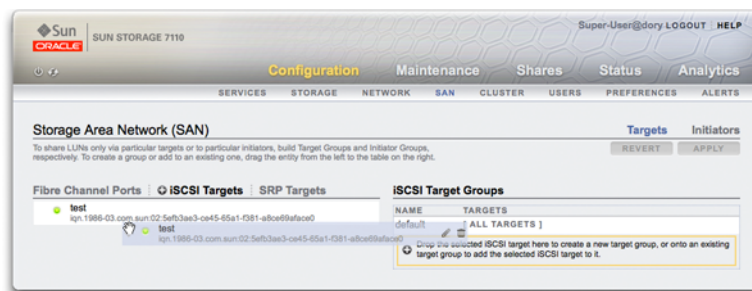 Sun
ORACLE
SUN STORAGE 7110
Super-User@dory LOGOUT HELP
Configuration Maintenance Shares Status Analytics
SERVICES STORAGE NETWORK SAN CLUSTER USERS PREFERENCES ALERTS
Storage Area Network (SAN)
Targets Initiators
To share LUNs only via particular targets or to particular initiators, build Target Groups and Initiator Groups,
respectively. To create a group or add to an existing one, drag the entity from the left to the table on the right.
REVERT APPLY
Fibre Channel Ports iSCSI Targets SRP Targets
test
iqn.1986-03.com.sun:02:5efb3ae3-ce45-65a1-f381-a8ce69aface0
test
iqn.1986-03.com.sun:02:5efb3ae3-ce45-65a1-f381-a8ce69aface0
iSCSI Target Groups
NAME TARGETS
default [ ALL TARGETS ]
Drop the selected iSCSI target here to create a new target group, or onto an existing
target group to add the selected iSCSI target to it.